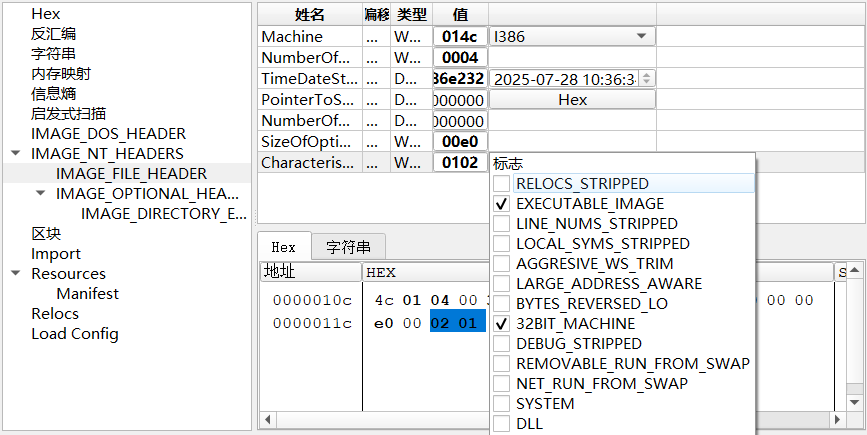 Hex
反汇编
字符串
内存映射
信息熵
启发式扫描
IMAGE_DOS_HEADER
IMAGE_NT_HEADERS
IMAGE_FILE_HEADER
IMAGE_OPTIONAL_HEA...
IMAGE_DIRECTORY_E...
区块
Import
Resources
Manifest
Relocs
Load Config
姓名 扁移 类型 值
Machine ... W... 014c I386
NumberOf... ... W... 0004
TimeDateSt... ... D... 86e232 2025-07-28 10:36:3
PointerToS... ... D... 000000 Hex
NumberOf... ... D... 000000
SizeOfOpti... ... W... 00e0
Characteris... ... W... 0102
标志
RELOCS_STRIPPED
EXECUTABLE_IMAGE
LINE_NUMS_STRIPPED
LOCAL_SYMS_STRIPPED
AGGRESIVE_WS_TRIM
LARGE_ADDRESS_AWARE
BYTES_REVERSED_LO
32BIT_MACHINE
DEBUG_STRIPPED
REMOVABLE_RUN_FROM_SWAP
NET_RUN_FROM_SWAP
SYSTEM
DLL
Hex 字符串
地址 HEX S
0000010c 4c 01 04 00 00 00
0000011c e0 00 02 01